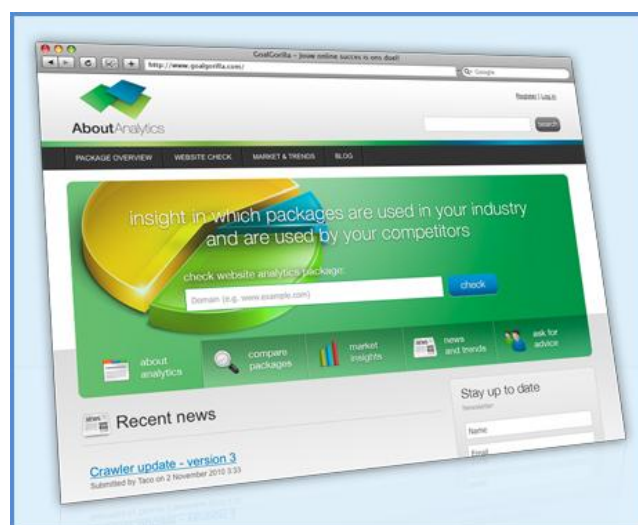 GoalGorilla - Jouw online succes is ons doel!
http://www.goalgorilla.com/
Google
Register | Log in
AboutAnalytics
search
PACKAGE OVERVIEW WEBSITE CHECK MARKET & TRENDS BLOG
insight in which packages are used in your industry
and are used by your competitors
check website analytics package:
Domain (e.g. www.example.com)
check
about
analytics
compare
packages
market
insights
news
and trends
ask for
advice
NEWS
Recent news
Crawler update - version 3
Submitted by Taco on 2 November 2010 3:33
Stay up to date
Newsletter
Name
Email